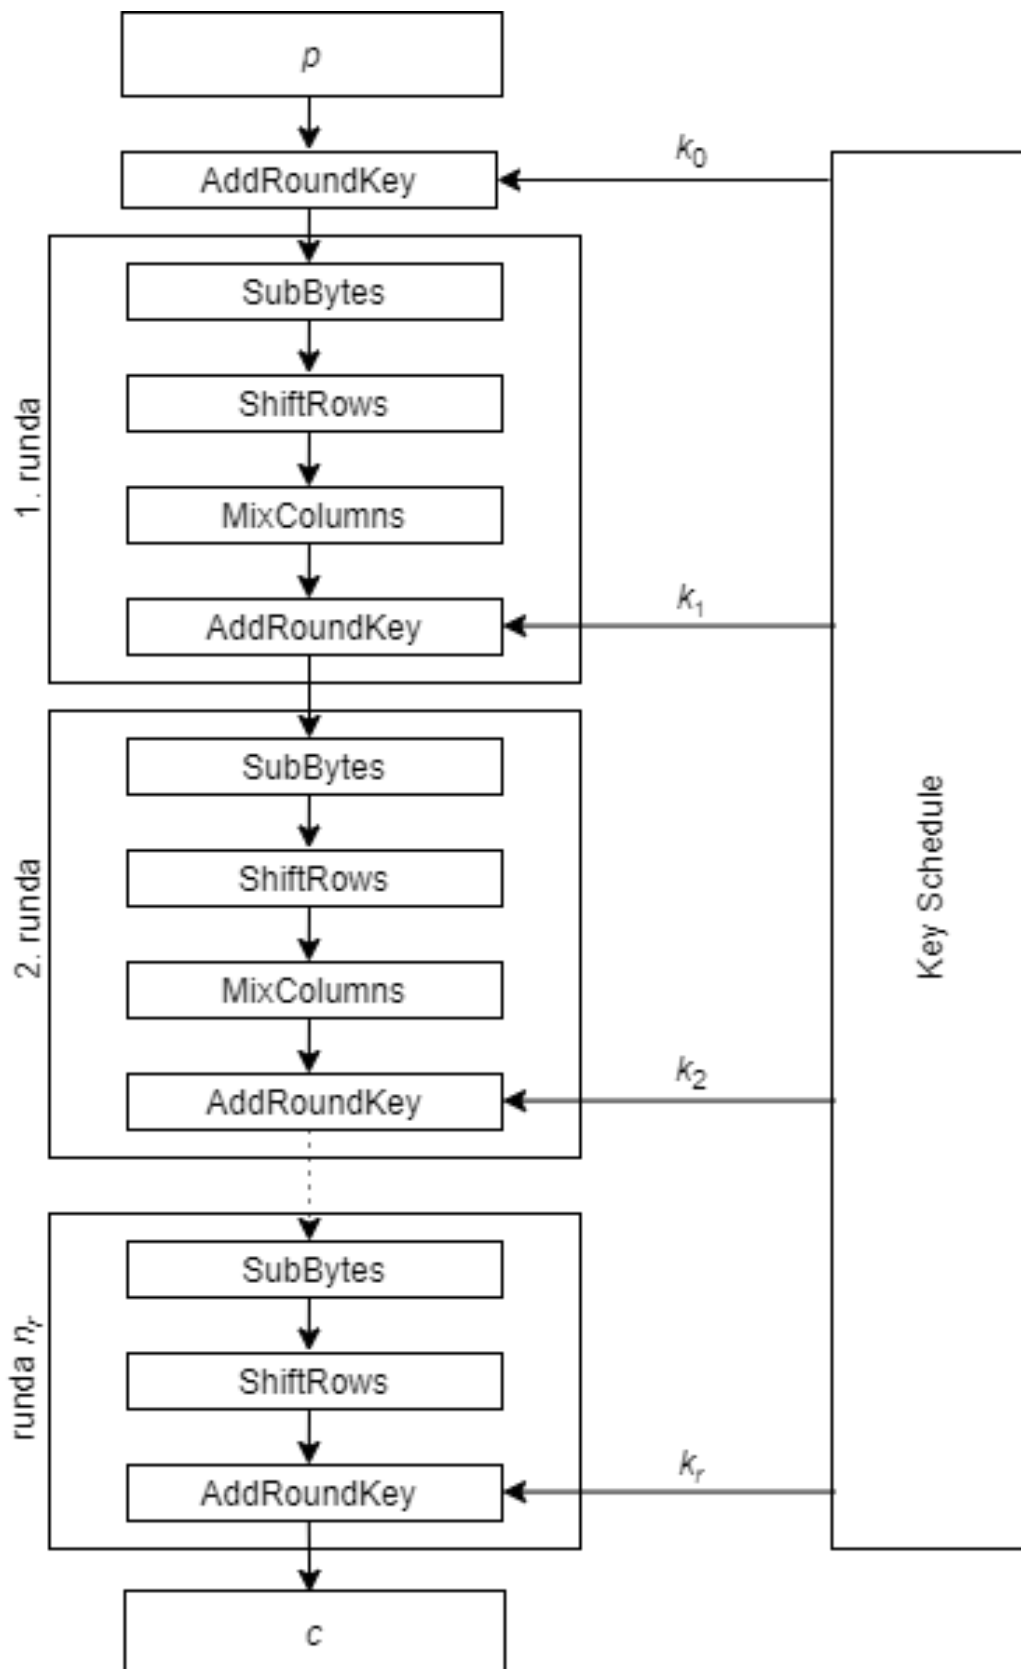 p
AddRoundKey
k₀
1. runda
SubBytes
ShiftRows
MixColumns
AddRoundKey
k₁
2. runda
SubBytes
ShiftRows
MixColumns
AddRoundKey
k₂
runda nᵣ
SubBytes
ShiftRows
AddRoundKey
kᵣ
c
Key Schedule